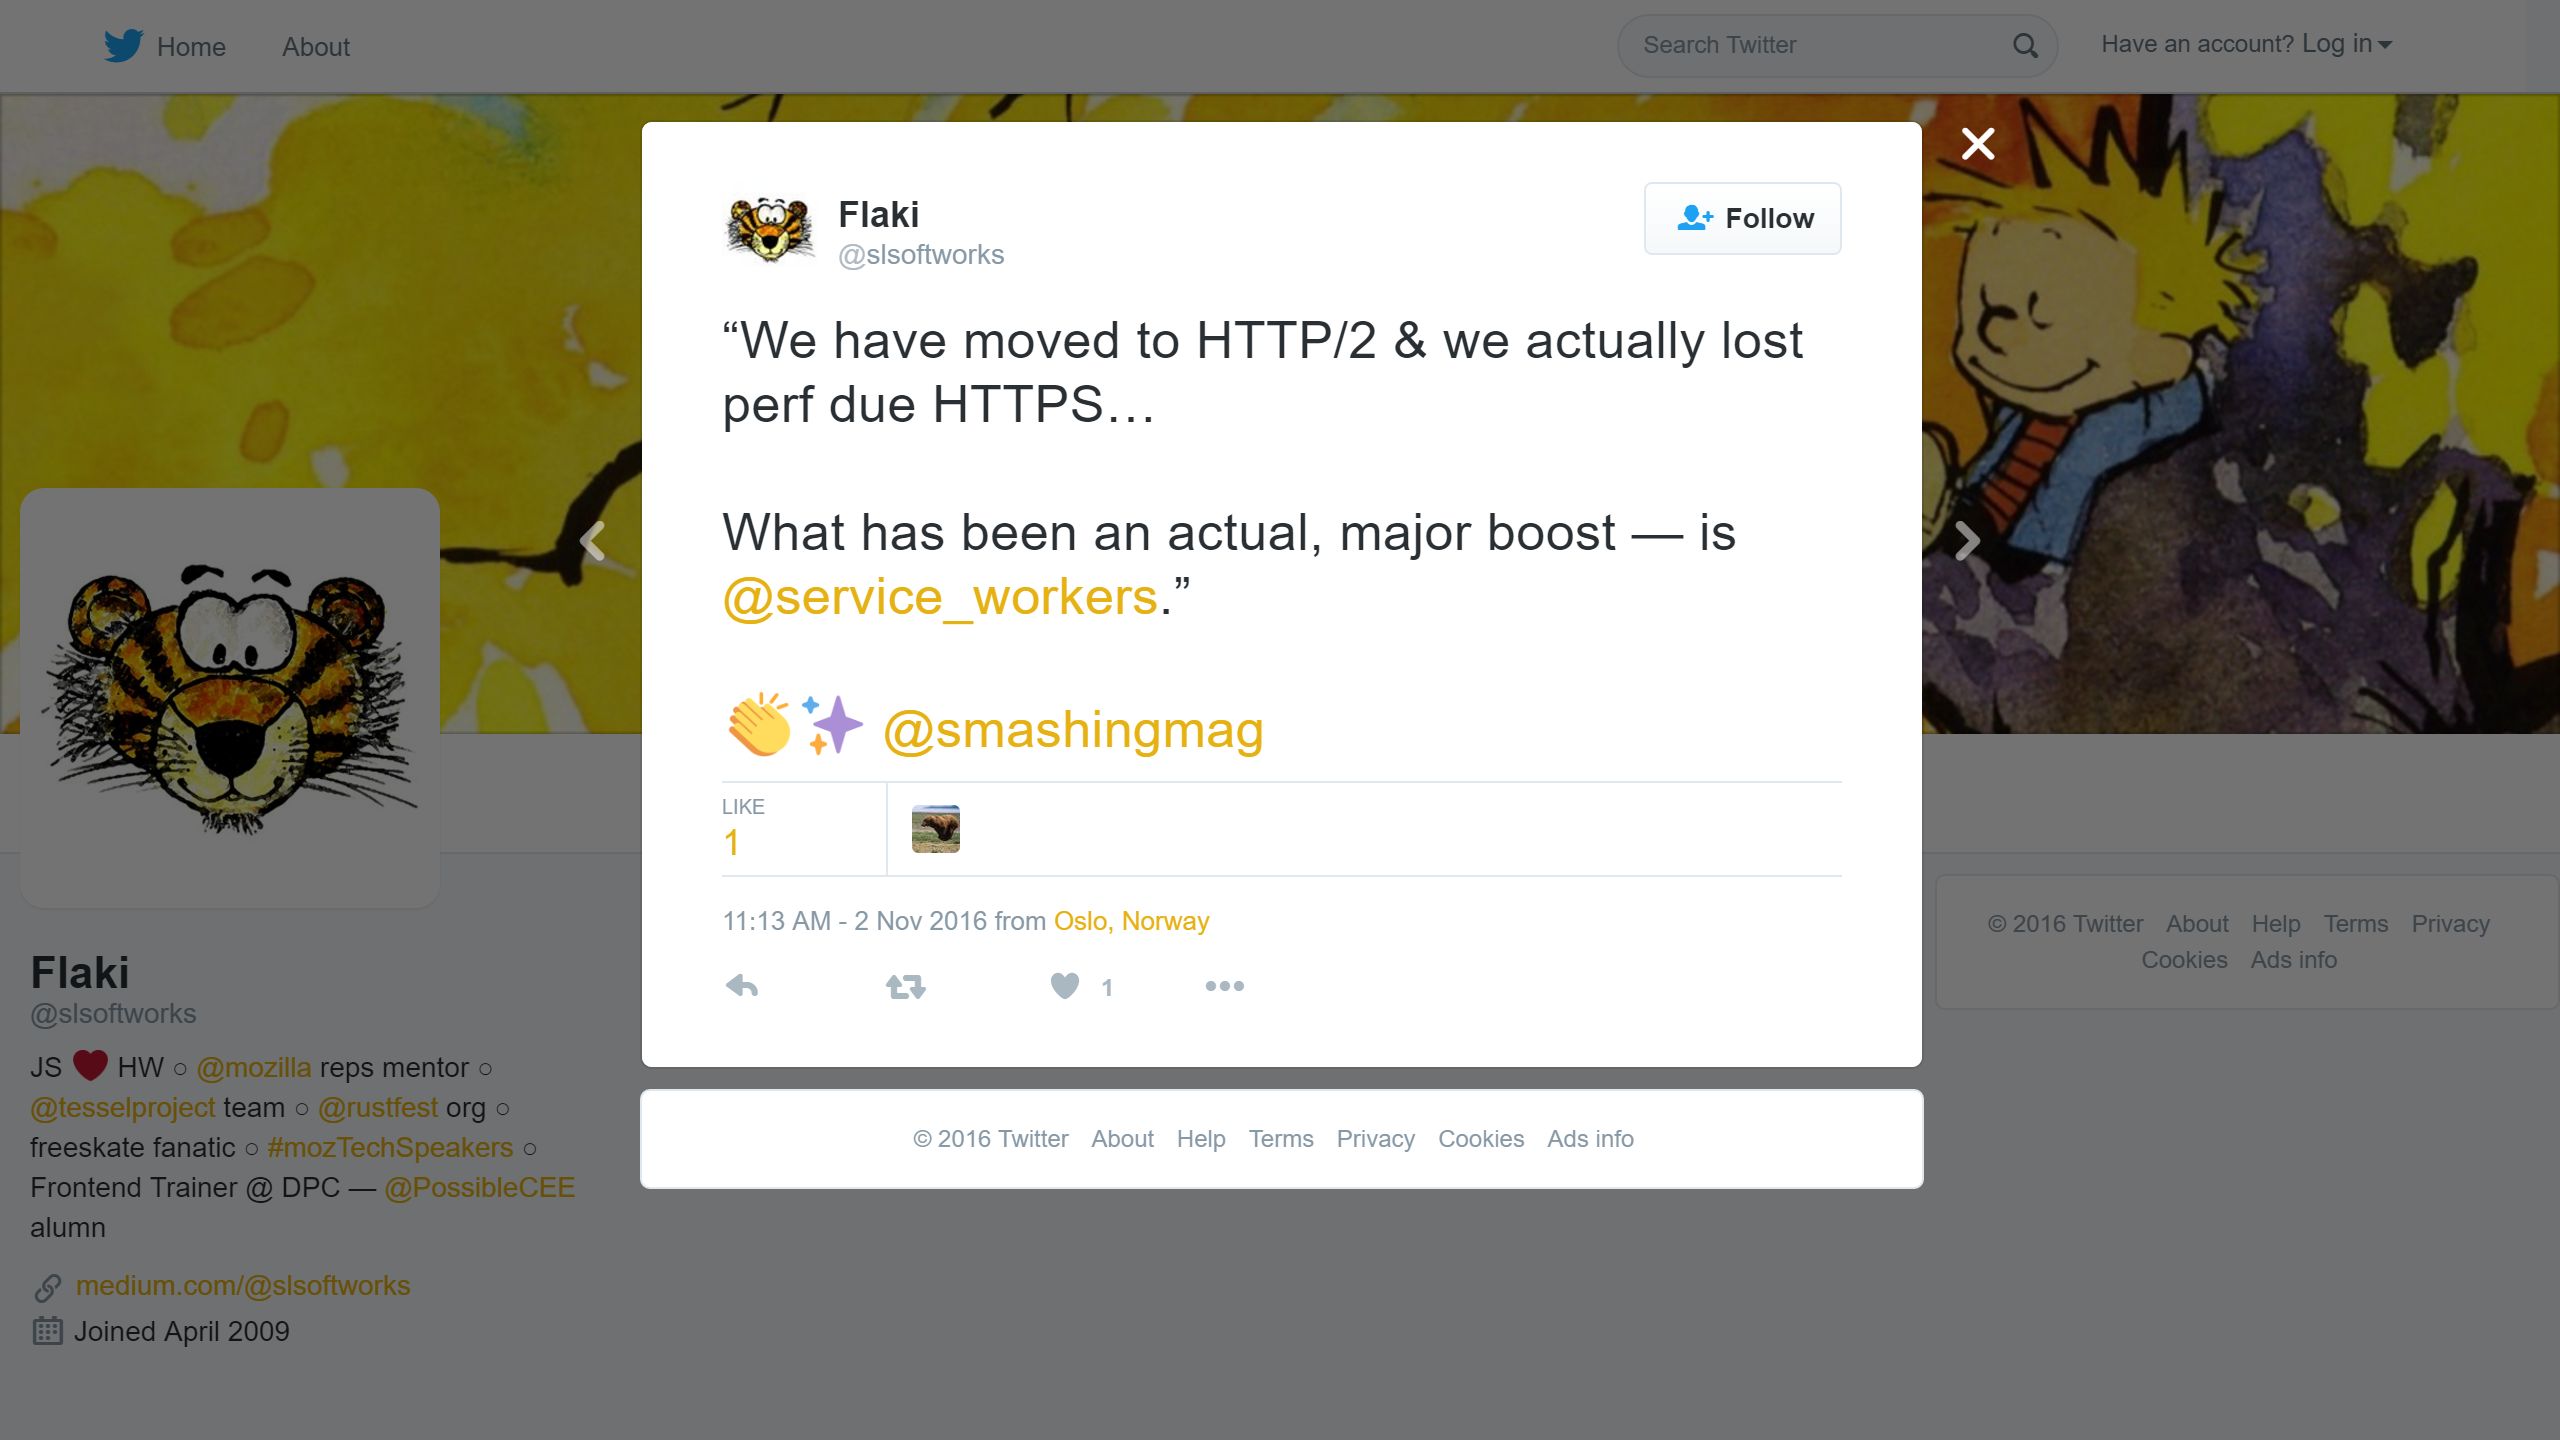 Home About
Search Twitter
Have an account? Log in
Flaki
@slsoftworks
Follow
“We have moved to HTTP/2 & we actually lost
perf due HTTPS…
What has been an actual, major boost — is
@service_workers.”
👏✨ @smashingmag
LIKE
1
11:13 AM - 2 Nov 2016 from Oslo, Norway
1
© 2016 Twitter About Help Terms Privacy Cookies Ads info
Flaki
@slsoftworks
JS ❤ HW ○ @mozilla reps mentor ○
@tesselproject team ○ @rustfest org ○
freeskate fanatic ○ #mozTechSpeakers ○
Frontend Trainer @ DPC — @PossibleCEE
alumn
medium.com/@slsoftworks
Joined April 2009
© 2016 Twitter About Help Terms Privacy
Cookies Ads info